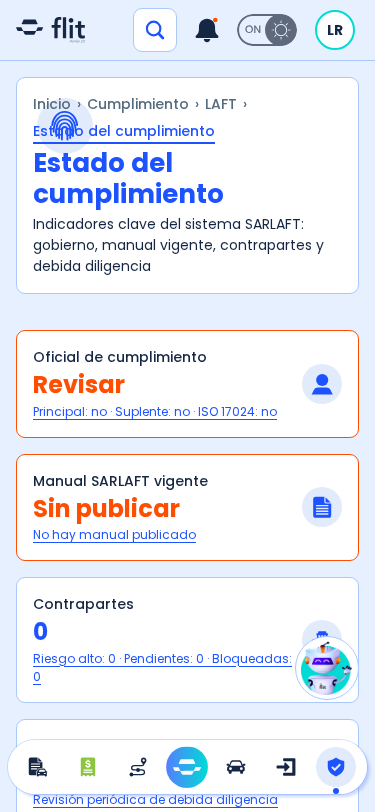 flit
ON
LR
Inicio › Cumplimiento › LAFT ›
Estado del cumplimiento
Estado del
cumplimiento
Indicadores clave del sistema SARLAFT:
gobierno, manual vigente, contrapartes y
debida diligencia
Oficial de cumplimiento
Revisar
Principal: no · Suplente: no · ISO 17024: no
Manual SARLAFT vigente
Sin publicar
No hay manual publicado
Contrapartes
0
Riesgo alto: 0 · Pendientes: 0 · Bloqueadas:
0
Revisión periódica de debida diligencia